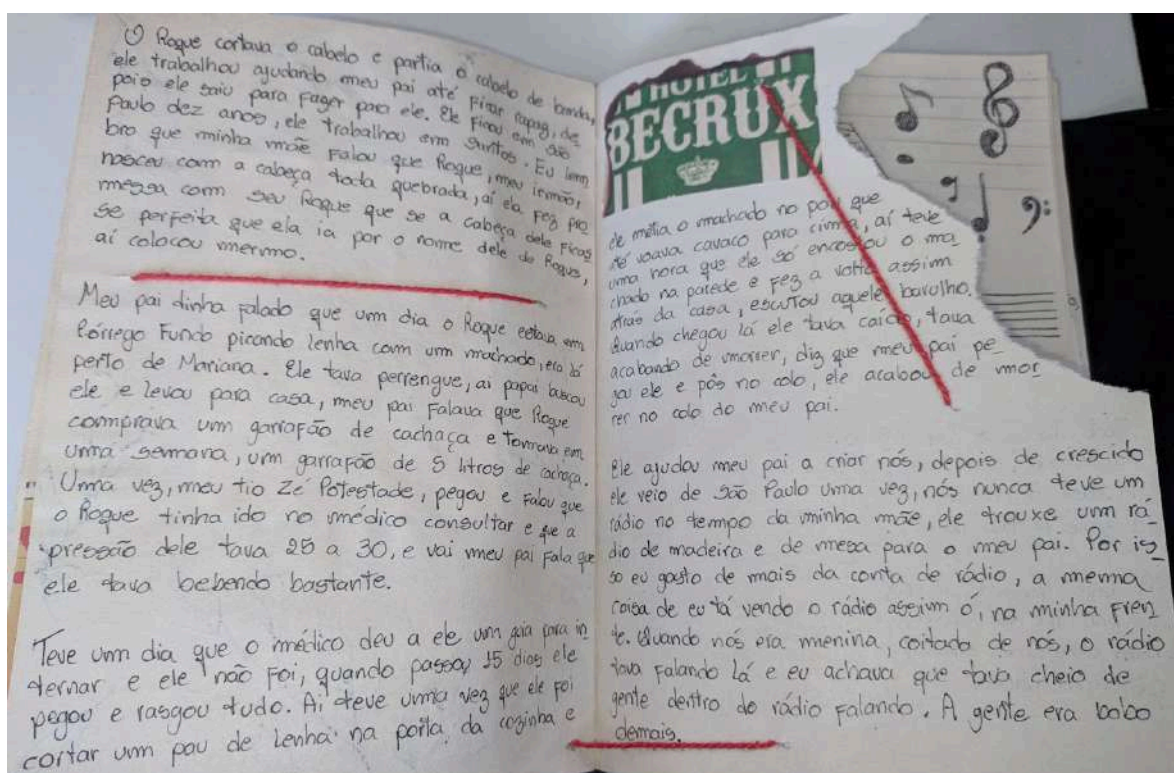 O Roque cortava o cabelo e partia o cabelo de banda,
ele trabalhou ajudando meu pai até ficar rapaz, de
pois ele saiu para fazer para ele. Ele ficou em São
Paulo dez anos, ele trabalhou em Santos. Eu lem
bro que minha mãe falou que Roque, meu irmão,
nasceu com a cabeça toda quebrada, aí ela fez pro
messa com seu Roque que se a cabeça dele ficas
se perfeita que ela ia por o nome dele de Roque,
aí colocou mermo.
Meu pai dinha falado que um dia o Roque estava em
Córrego Fundo picando lenha com um machado, era lá
perto de Mariana. Ele tava perrengue, aí papai buscou
ele e levou para casa, meu pai falava que Roque
comprava um garrafão de cachaça e tomava em
uma semana, um garrafão de 5 litros de cachaça.
Uma vez, meu tio Zé Potestade, pegou e falou que
o Roque tinha ido no médico consultar e que a
pressão dele tava 25 a 30, e vai meu pai fala que
ele tava bebendo bastante.
Teve um dia que o médico deu a ele um guia para in
ternar e ele não foi, quando passou 15 dias ele
pegou e rasgou tudo. Ai teve uma vez que ele foi
cortar um pau de lenha na porta da cozinha e
HOTEL
BECRUX
ele metia o machado no pau que
até voava cavaco para cima, aí teve
uma hora que ele só encostou o ma
chado na parede e fez a volta assim
atrás da casa, escutou aquele barulho.
Quando chegou lá ele tava caído, tava
acabando de morrer, diz que meu pai pe
gou ele e pôs no colo, ele acabou de mor
rer no colo do meu pai.
Ele ajudou meu pai a criar nós, depois de crescido
ele veio de São Paulo uma vez, nós nunca teve um
rádio no tempo da minha mãe, ele trouxe um rá
dio de madeira e de mesa para o meu pai. Por is
so eu gosto de mais da conta de rádio, a mema
coisa de eu tá vendo o rádio assim ó, na minha fren
te. Quando nós era menina, coitado de nós, o rádio
tava falando lá e eu achava que tava cheio de
gente dentro do rádio falando. A gente era bobo
demais.